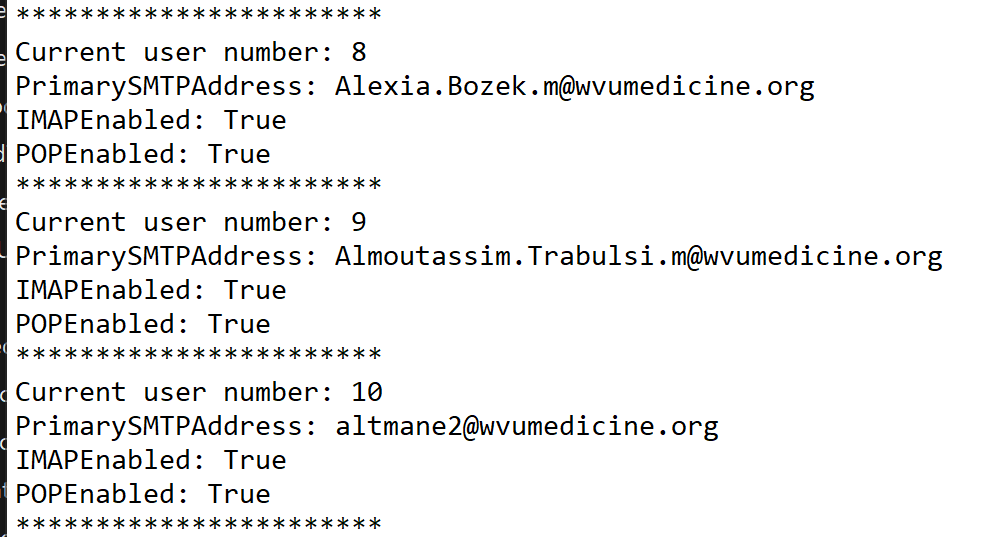 ************************
Current user number: 8
PrimarySMTPAddress: Alexia.Bozek.m@wvumedicine.org
IMAPEnabled: True
POPEnabled: True
************************
Current user number: 9
PrimarySMTPAddress: Almoutassim.Trabulsi.m@wvumedicine.org
IMAPEnabled: True
POPEnabled: True
************************
Current user number: 10
PrimarySMTPAddress: altmane2@wvumedicine.org
IMAPEnabled: True
POPEnabled: True
************************